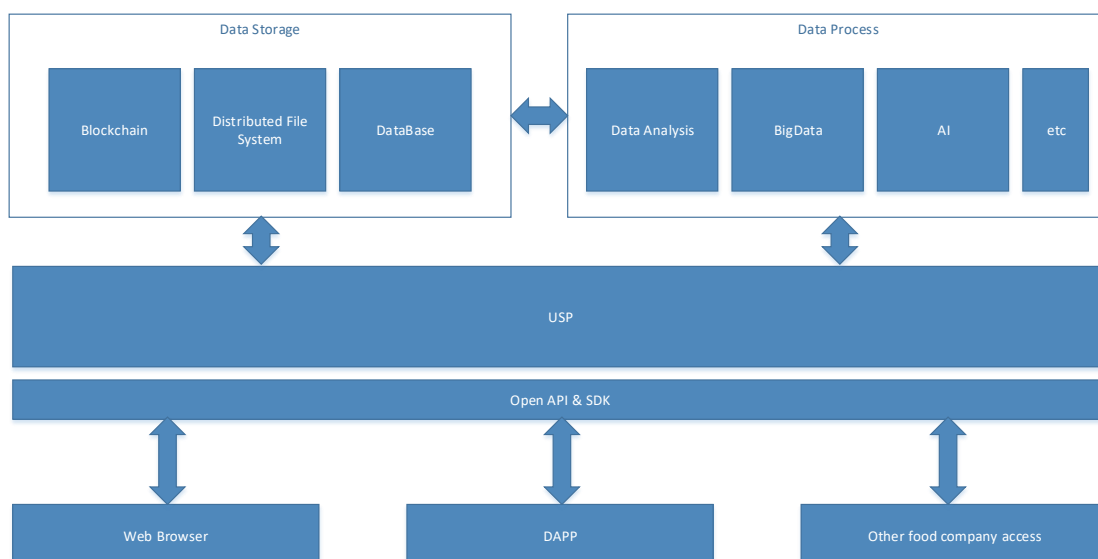 Data Storage
Data Process
Blockchain
Distributed File
System
DataBase
Data Analysis
BigData
AI
etc
USP
Open API & SDK
Web Browser
DAPP
Other food company access